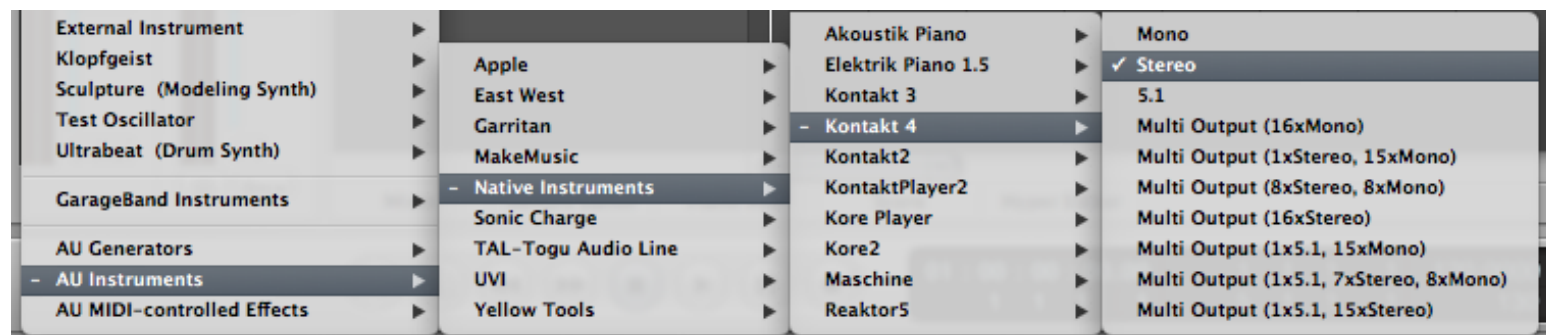 External Instrument
Klopfgeist
Sculpture (Modeling Synth)
Test Oscillator
Ultrabeat (Drum Synth)
GarageBand Instruments
AU Generators
– AU Instruments
AU MIDI-controlled Effects
Apple
East West
Garritan
MakeMusic
– Native Instruments
Sonic Charge
TAL-Togu Audio Line
UVI
Yellow Tools
Akoustik Piano
Elektrik Piano 1.5
Kontakt 3
– Kontakt 4
Kontakt2
KontaktPlayer2
Kore Player
Kore2
Maschine
Reaktor5
Mono
✓ Stereo
5.1
Multi Output (16xMono)
Multi Output (1xStereo, 15xMono)
Multi Output (8xStereo, 8xMono)
Multi Output (16xStereo)
Multi Output (1x5.1, 15xMono)
Multi Output (1x5.1, 7xStereo, 8xMono)
Multi Output (1x5.1, 15xStereo)